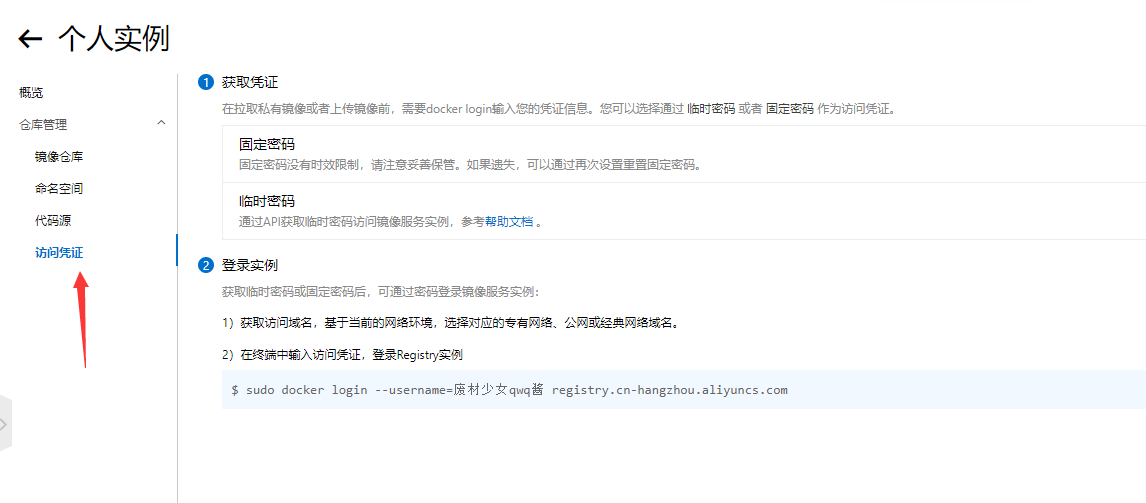 个人实例
概览
仓库管理
镜像仓库
命名空间
代码源
访问凭证
1 获取凭证
在拉取私有镜像或者上传镜像前，需要docker login输入您的凭证信息。您可以选择通过 临时密码 或者 固定密码 作为访问凭证。
固定密码
固定密码没有时效限制，请注意妥善保管。如果遗失，可以通过再次设置重置固定密码。
临时密码
通过API获取临时密码访问镜像服务实例，参考帮助文档 。
2 登录实例
获取临时密码或固定密码后，可通过密码登录镜像服务实例：
1）获取访问域名，基于当前的网络环境，选择对应的专有网络、公网或经典网络域名。
2）在终端中输入访问凭证，登录Registry实例
$ sudo docker login --username=废材少女qwq酱 registry.cn-hangzhou.aliyuncs.com